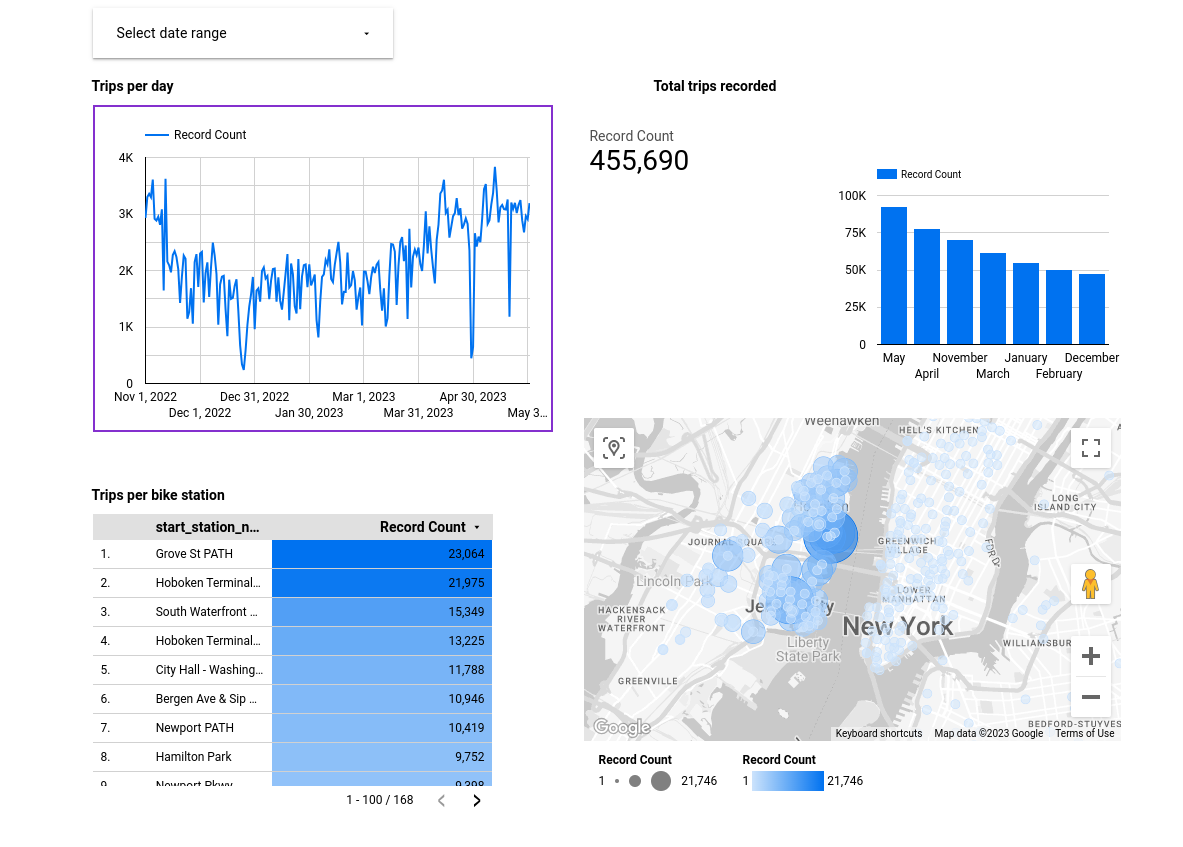 Select date range
Trips per day
Total trips recorded
Record Count
4K
3K
2K
1K
0
Nov 1, 2022
Dec 31, 2022
Mar 1, 2023
Apr 30, 2023
Dec 1, 2022
Jan 30, 2023
Mar 31, 2023
May 3…
Record Count
455,690
Record Count
100K
75K
50K
25K
0
May
November
January
December
April
March
February
Trips per bike station
start_station_n…
Record Count
1. Grove St PATH 23,064
2. Hoboken Terminal… 21,975
3. South Waterfront … 15,349
4. Hoboken Terminal… 13,225
5. City Hall - Washing… 11,788
6. Bergen Ave & Sip … 10,946
7. Newport PATH 10,419
8. Hamilton Park 9,752
9. Newport Pkwy 9,398
1 - 100 / 168
Weehawken
HELL'S KITCHEN
LONG
ISLAND CITY
GREENWICH
VILLAGE
FDR D
Lincoln Park
LOWER
MANHATTAN
HACKENSACK
RIVER
WATERFRONT
New York
Liberty
State Park
WILLIAMSBUR
GREENVILLE
BEDFORD-STUYVES
Google
Keyboard shortcuts
Map data ©2023 Google
Terms of Use
Record Count
1
21,746
Record Count
1
21,746